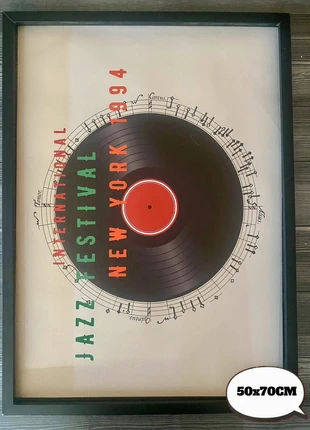 INTERNATIONAL
JAZZ FESTIVAL
NEW YORK 1994
50x70CM